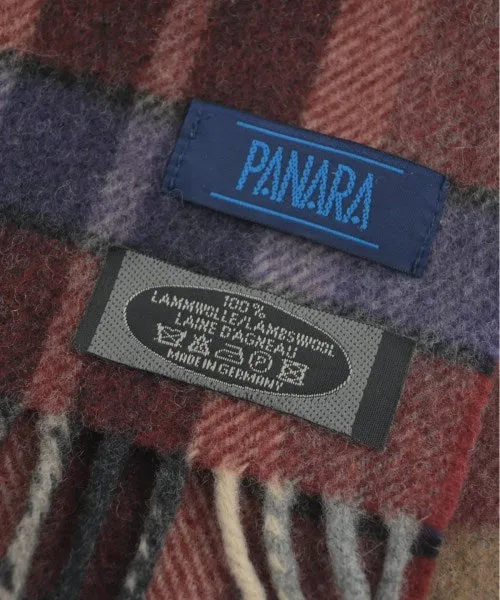 PANARA
100%
LAMMWOLLE/LAMBSWOOL
LAINE D'AGNEAU
P
MADE IN GERMANY